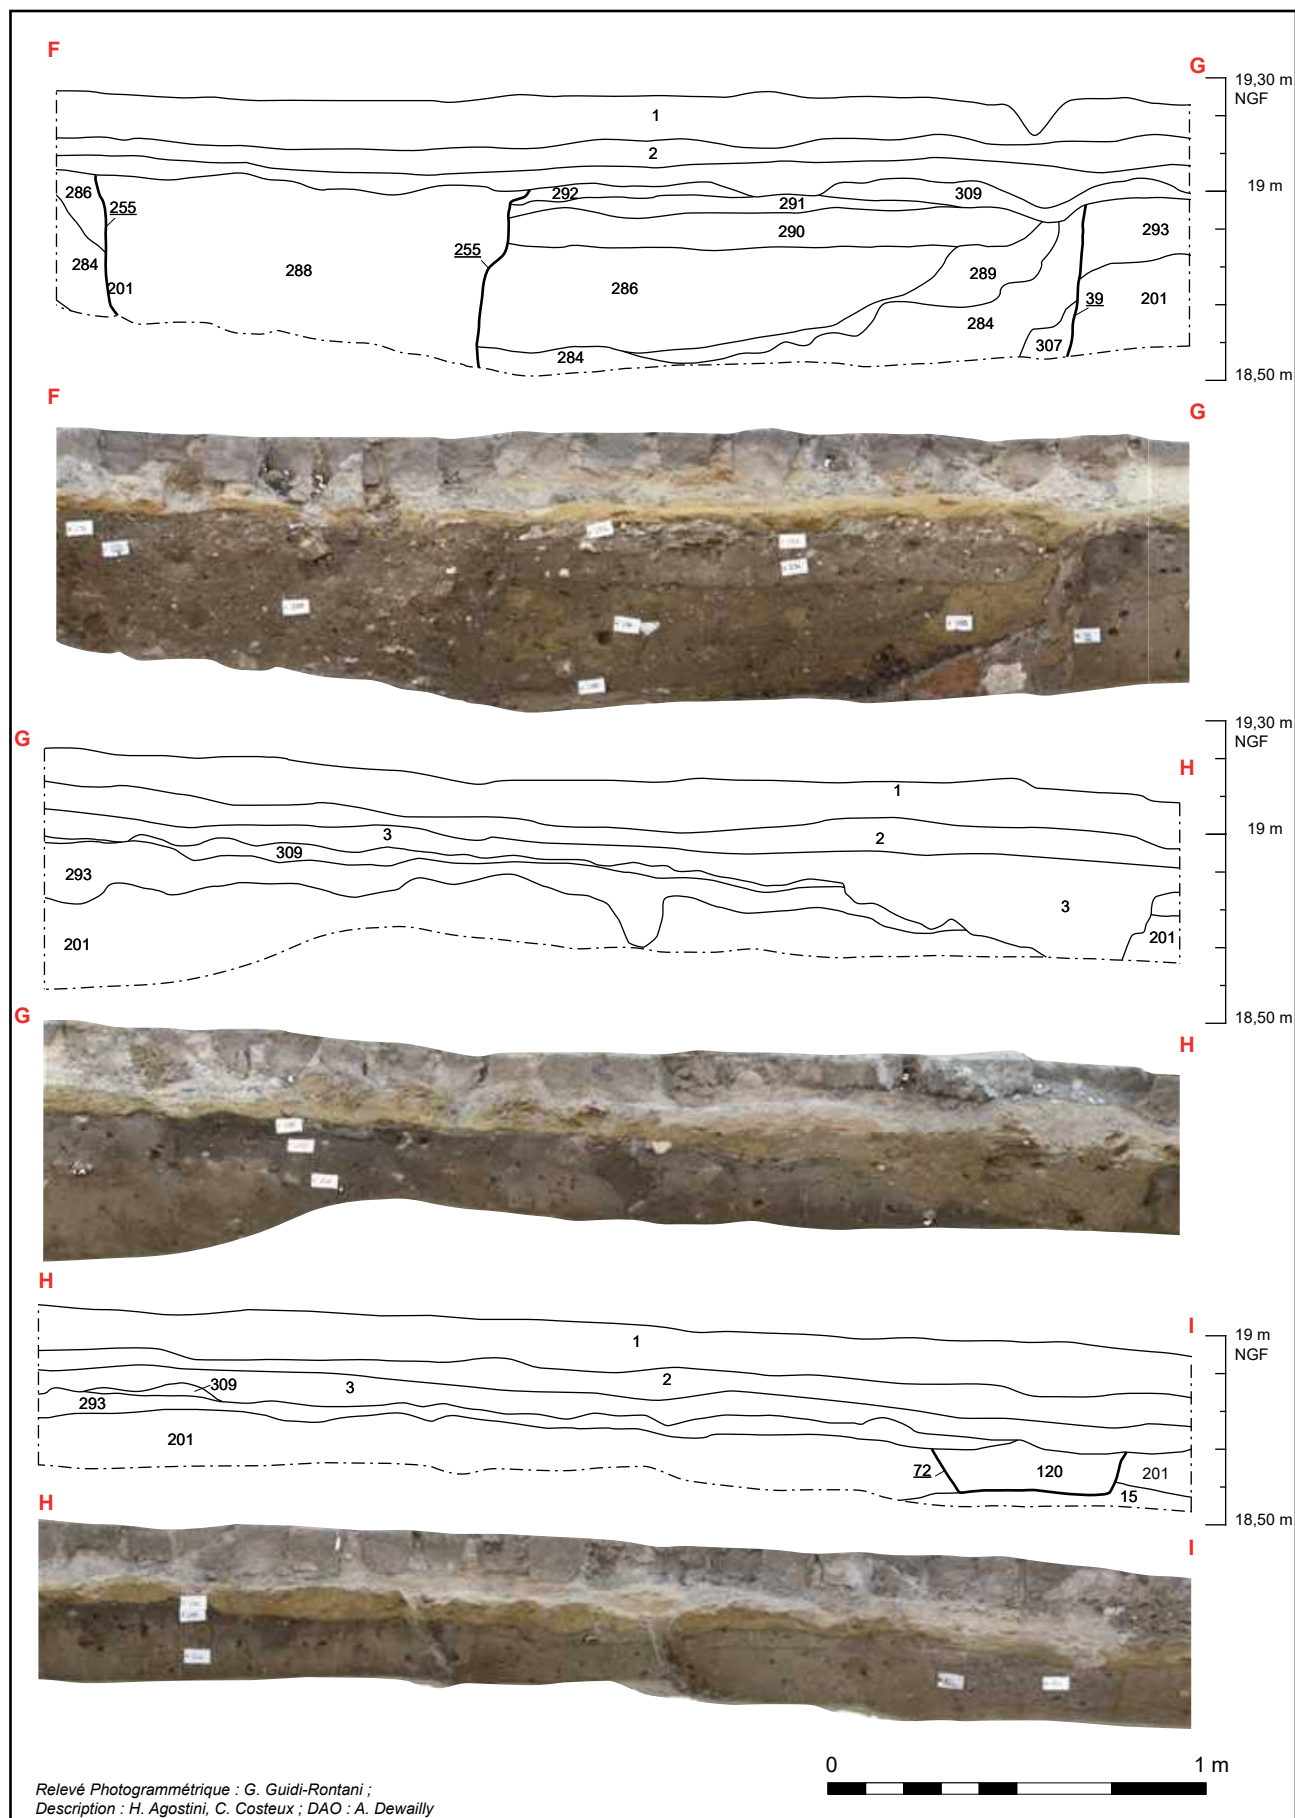 F
G
19,30 m
NGF
1
2
19 m
286
292
309
291
255
290
293
255
284
288
289
201
286
201
39
284
307
284
18,50 m
F
G
19,30 m
NGF
G
H
1
19 m
3
2
309
293
3
201
201
18,50 m
G
H
H
I
19 m
NGF
1
2
309
3
293
201
72
120
201
15
18,50 m
H
I
0
1 m
Relevé Photogrammétrique : G. Guidi-Rontani ;
Description : H. Agostini, C. Costeux ; DAO : A. Dewailly